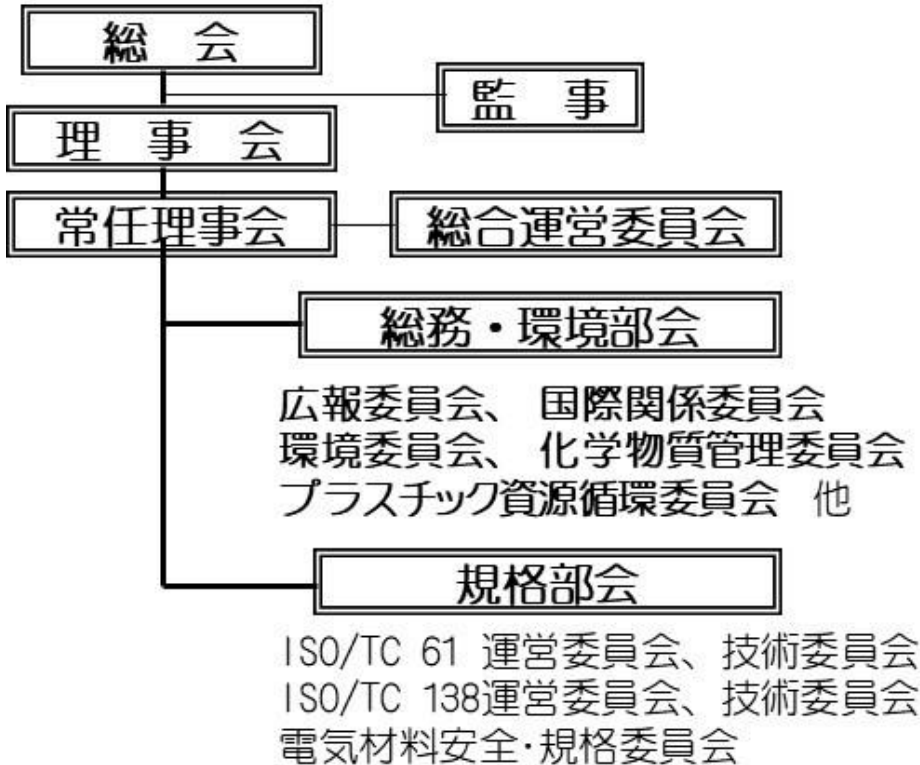 総　会
監　事
理　事　会
常任理事会
総合運営委員会
総務・環境部会
広報委員会、 国際関係委員会
環境委員会、 化学物質管理委員会
プラスチック資源循環委員会　他
規格部会
ISO/TC 61 運営委員会、技術委員会
ISO/TC 138運営委員会、技術委員会
電気材料安全・規格委員会